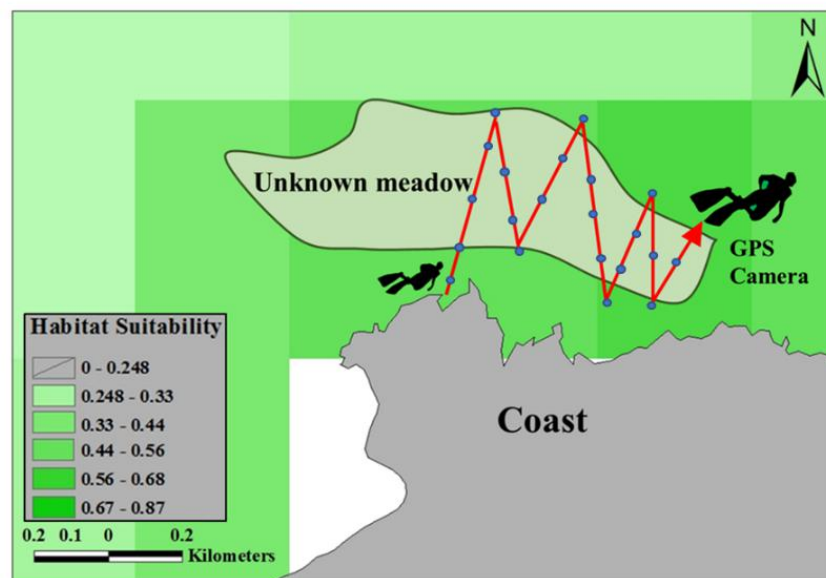 N
Unknown meadow
GPS
Camera
Habitat Suitability
0 - 0.248
0.248 - 0.33
0.33 - 0.44
0.44 - 0.56
0.56 - 0.68
0.67 - 0.87
Coast
0.2 0.1 0 0.2
Kilometers